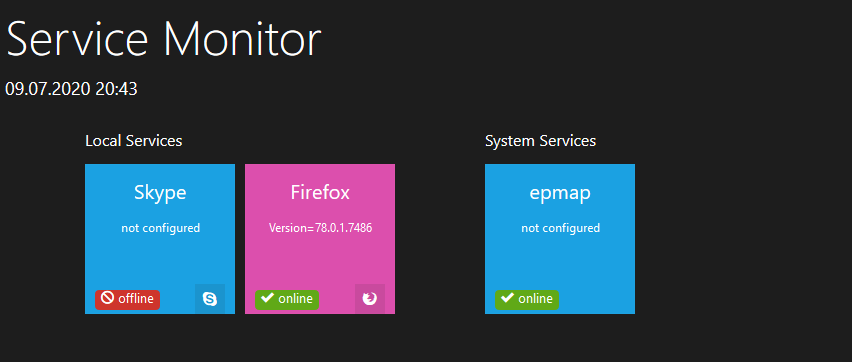 Service Monitor
09.07.2020 20:43
Local Services
System Services
Skype
Firefox
epmap
not configured
Version=78.0.1.7486
not configured
offline
online
online